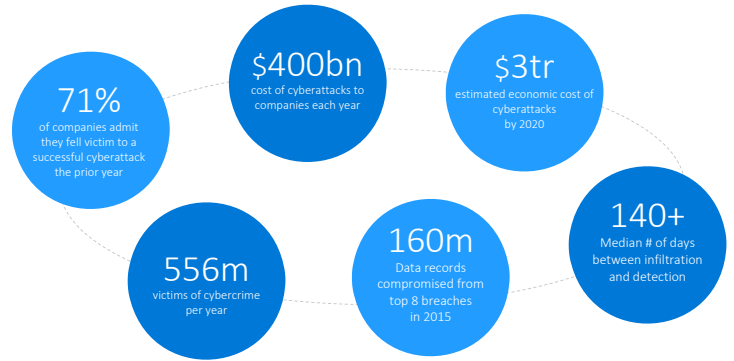 71%
of companies admit
they fell victim to a
successful cyberattack
the prior year
$400bn
cost of cyberattacks to
companies each year
$3tr
estimated economic cost of
cyberattacks
by 2020
140+
Median # of days
between infiltration
and detection
160m
Data records
compromised from
top 8 breaches
in 2015
556m
victims of cybercrime
per year